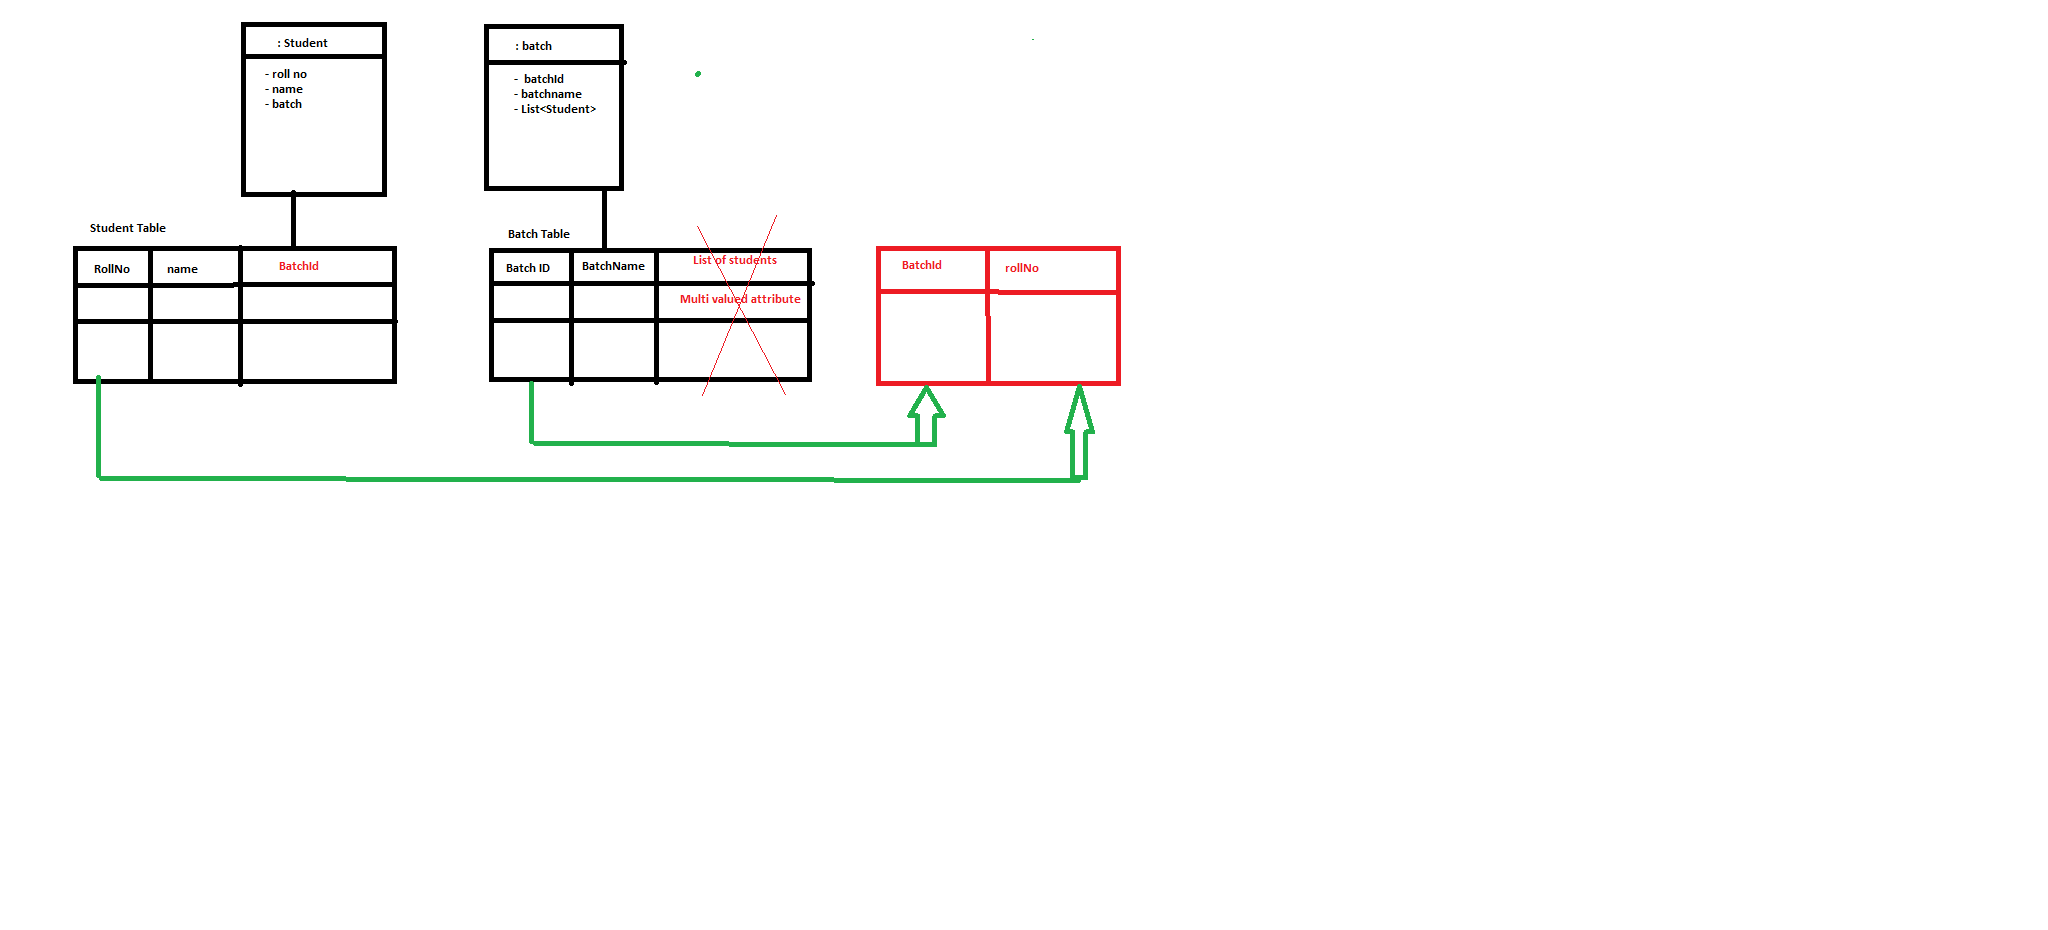 : Student
- roll no
- name
- batch
: batch
- batchId
- batchname
- List<Student>
Student Table
RollNo
name
BatchId
Batch Table
Batch ID
BatchName
List of students
Multi valued attribute
BatchId
rollNo